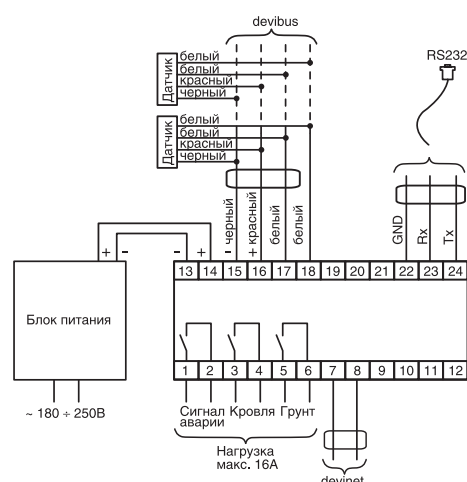 devibus
RS232
Датчик
белый
белый
красный
черный
Датчик
белый
белый
красный
черный
- черный
+ красный
белый
белый
GND
Rx
Tx
+ -
- +
13 14 15 16 17 18 19 20 21 22 23 24
Блок питания
1 2 3 4 5 6 7 8 9 10 11 12
~ 180 ÷ 250В
Сигнал Кровля Грунт
аварии
Нагрузка
макс. 16А
devinet